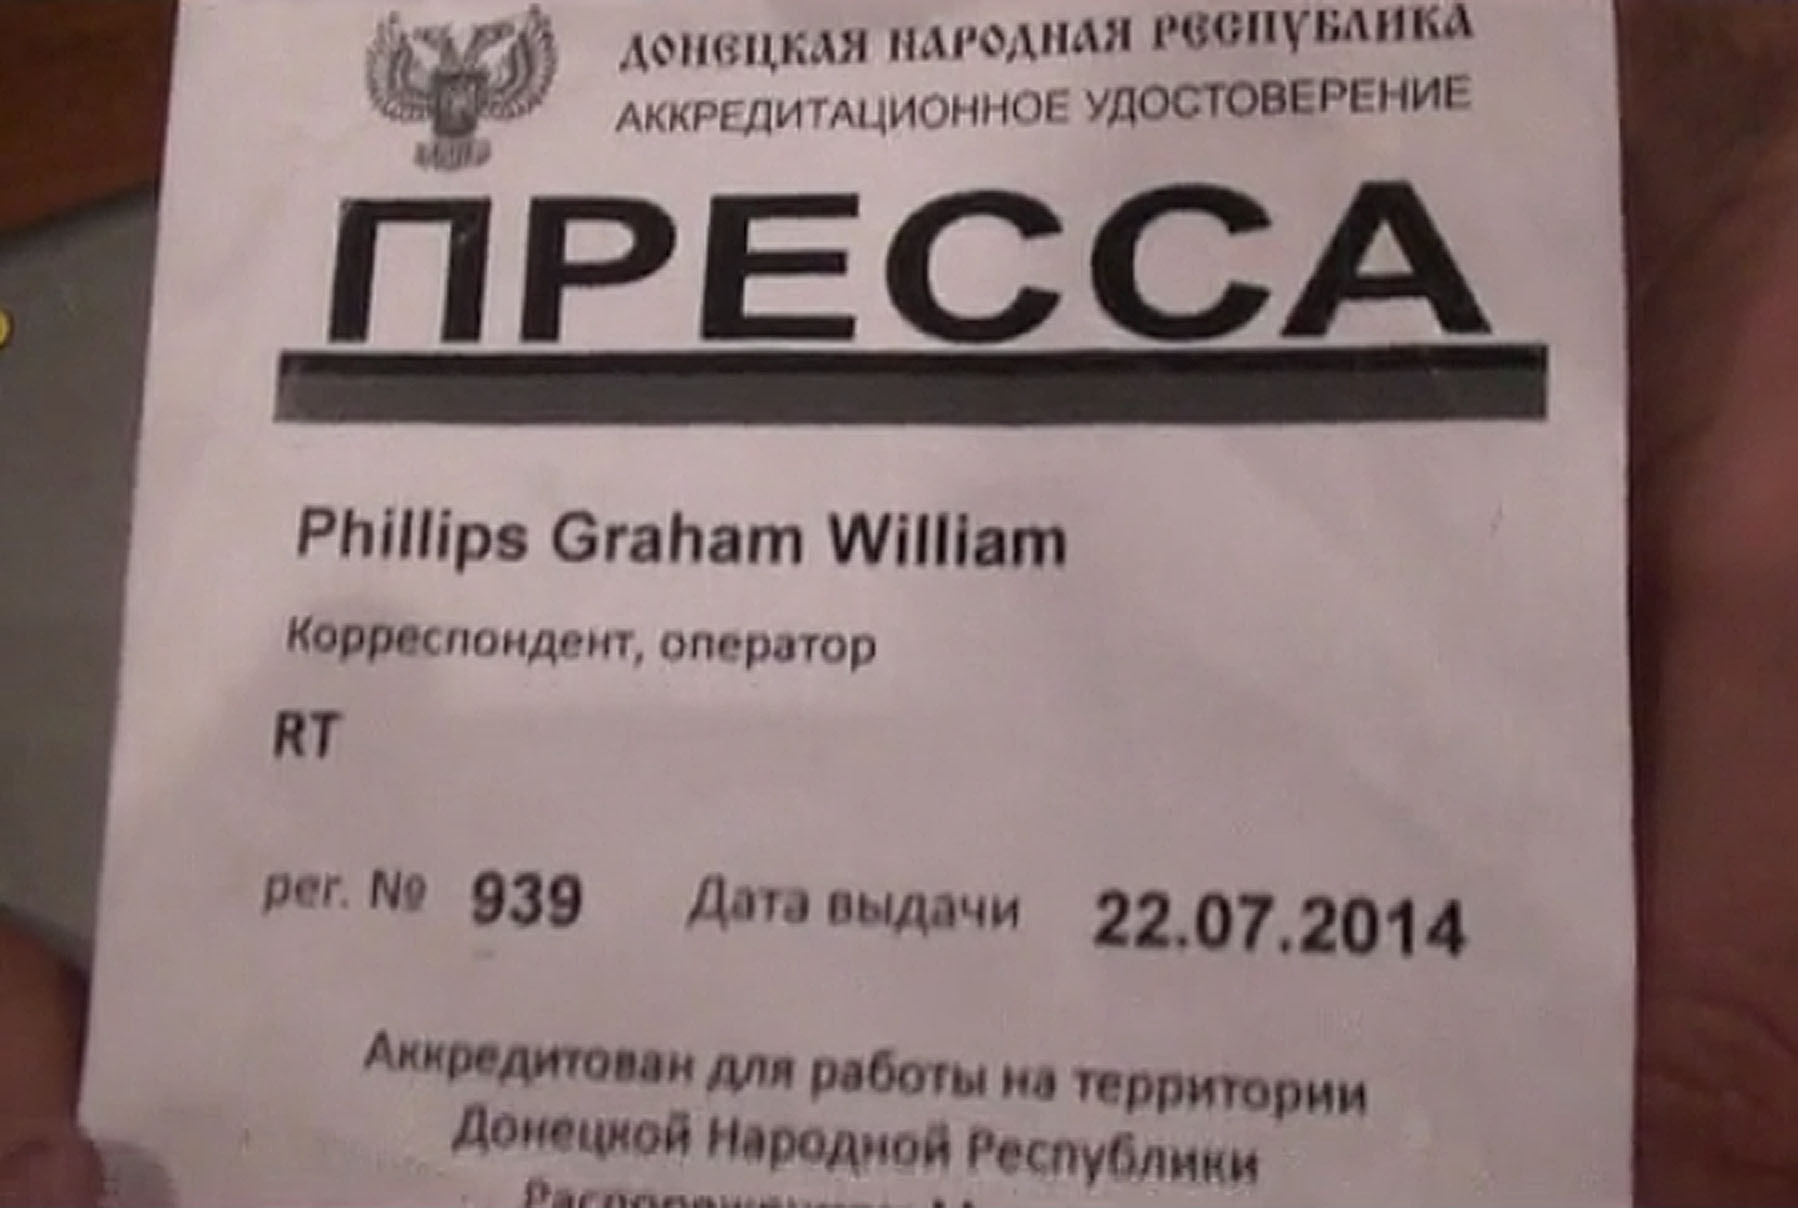 ДОНЕЦКАЯ НАРОДНАЯ РЕСПУБЛИКА
АККРЕДИТАЦИОННОЕ УДОСТОВЕРЕНИЕ
ПРЕССА
Phillips Graham William
Корреспондент, оператор
RT
рег. № 939 Дата выдачи 22.07.2014
Аккредитован для работы на территории
Донецкой Народной Республики